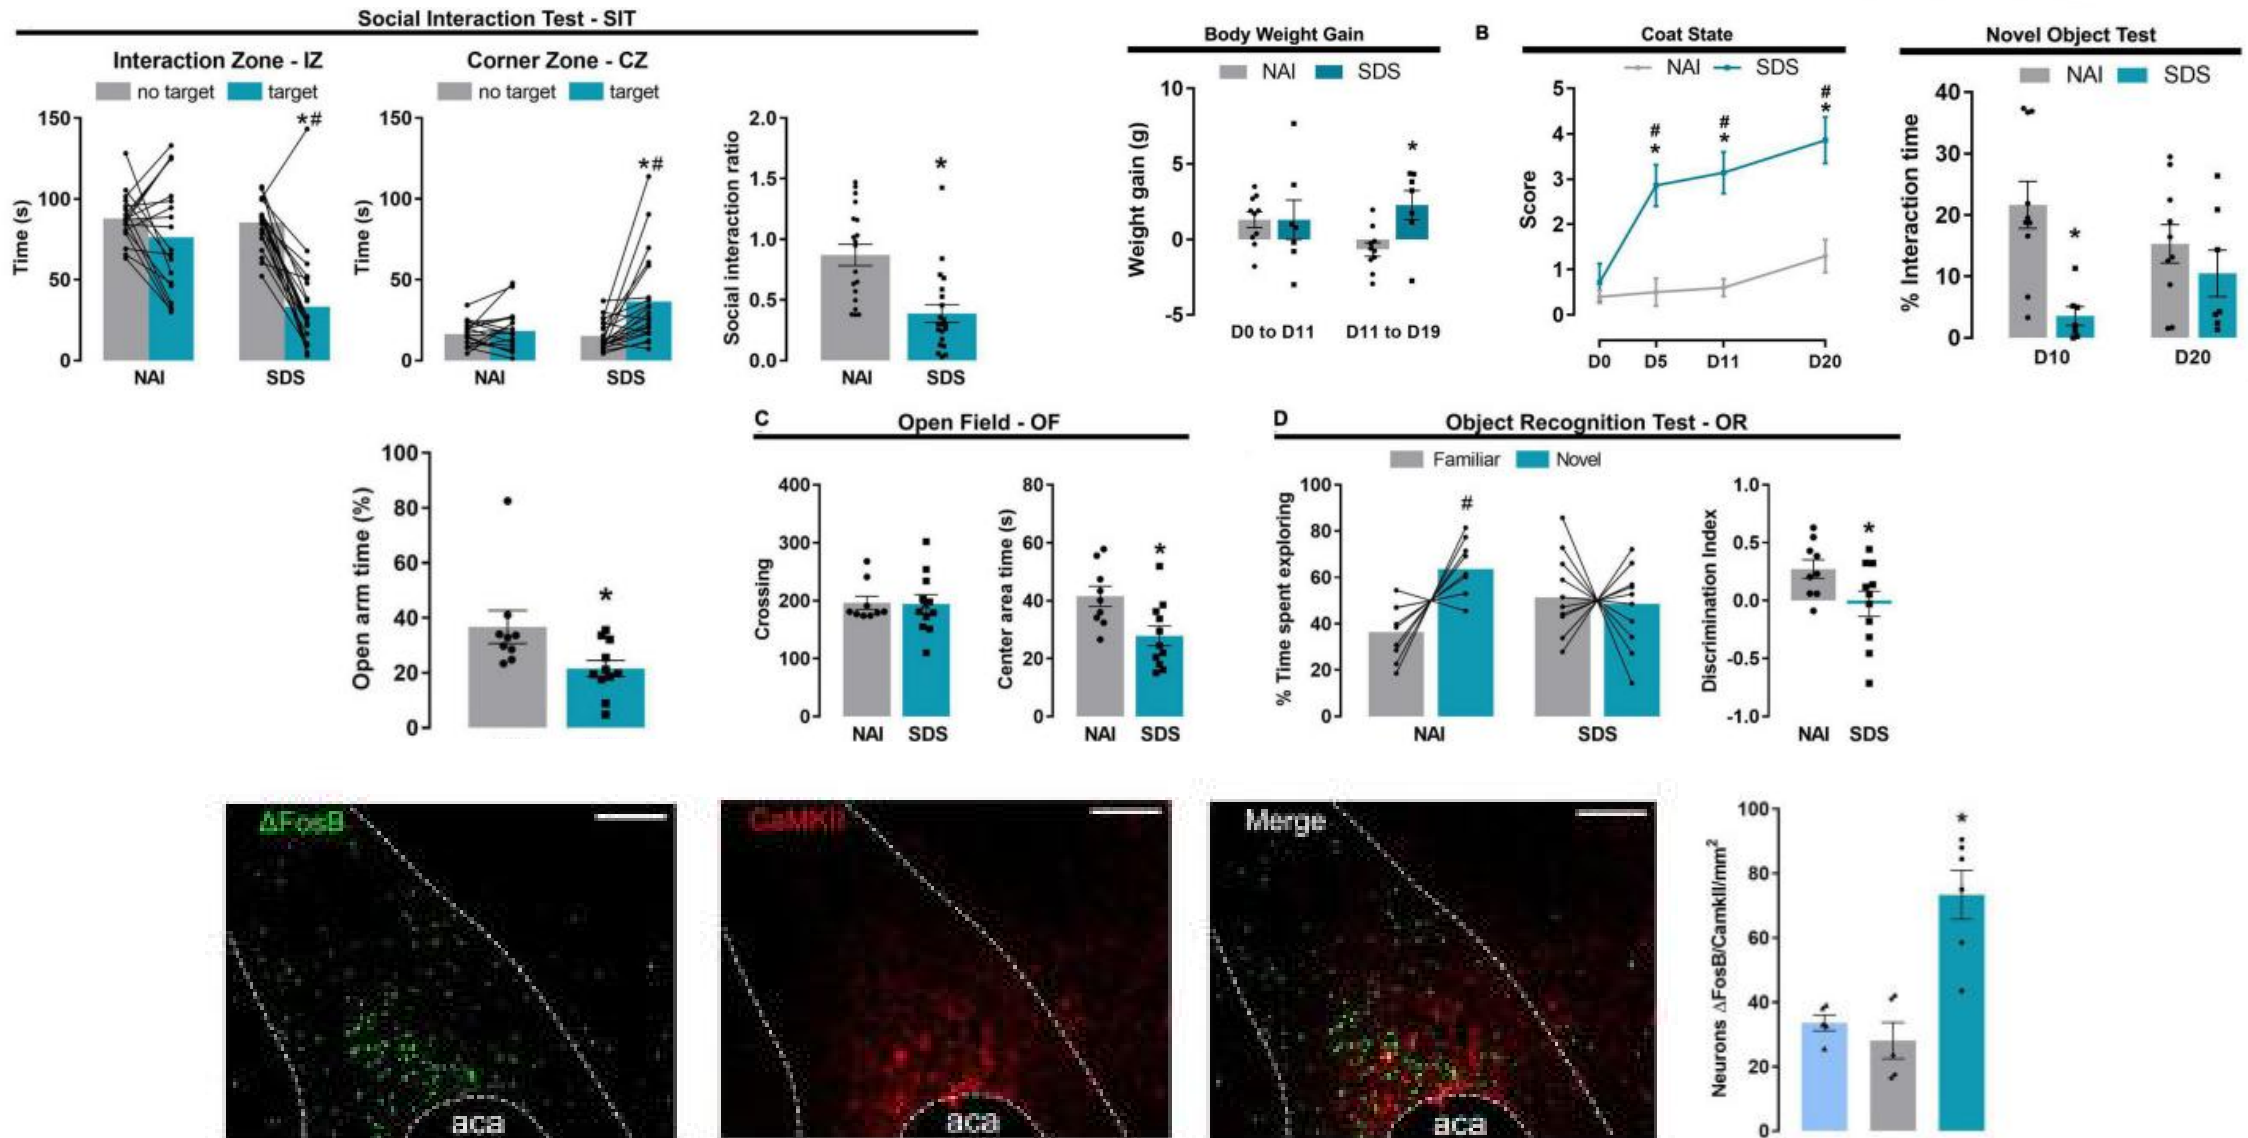 Social Interaction Test - SIT
Interaction Zone - IZ
no target target
Time (s)
150
100
50
0
*#
NAI SDS
Corner Zone - CZ
no target target
Time (s)
150
100
50
0
*#
NAI SDS
Social interaction ratio
2.0
1.5
1.0
0.5
0.0
*
NAI SDS
Body Weight Gain
NAI SDS
Weight gain (g)
10
5
0
-5
*
D0 to D11 D11 to D19
B
Coat State
NAI SDS
Score
5
4
3
2
1
0
# # #
* * *
D0 D5 D11 D20
Novel Object Test
NAI SDS
% Interaction time
40
30
20
10
0
*
D10 D20
Open arm time (%)
100
80
60
40
20
0
*
C
Open Field - OF
Crossing
400
300
200
100
0
NAI SDS
Center area time (s)
80
60
40
20
0
*
NAI SDS
D
Object Recognition Test - OR
Familiar Novel
% Time spent exploring
100
80
60
40
20
0
#
NAI SDS
Discrimination Index
1.0
0.5
0.0
-0.5
-1.0
*
NAI SDS
ΔFosB
aca
CaMKII
aca
Merge
aca
Neurons ΔFosB/CamkII/mm²
100
80
60
40
20
0
*